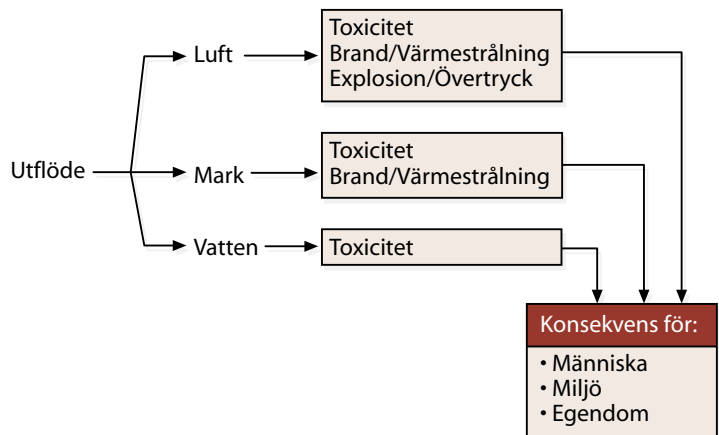 Utflöde
Luft
Toxicitet
Brand/Värmestrålning
Explosion/Övertryck
Mark
Toxicitet
Brand/Värmestrålning
Vatten
Toxicitet
Konsekvens för:
• Människa
• Miljö
• Egendom